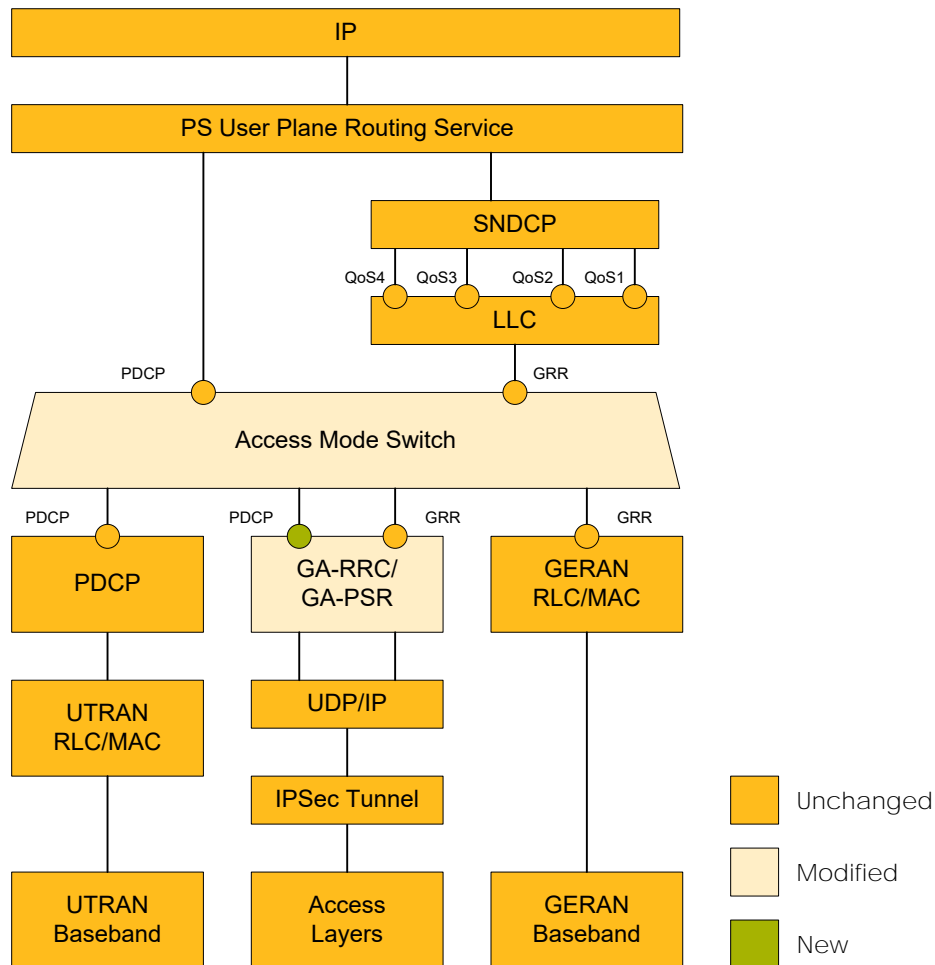 IP
PS User Plane Routing Service
SNDCP
QoS4 QoS3 QoS2 QoS1
LLC
PDCP GRR
Access Mode Switch
PDCP PDCP GRR GRR
PDCP
GA-RRC/
GA-PSR
GERAN
RLC/MAC
UTRAN
RLC/MAC
UDP/IP
IPSec Tunnel
UTRAN
Baseband
Access
Layers
GERAN
Baseband
Unchanged
Modified
New